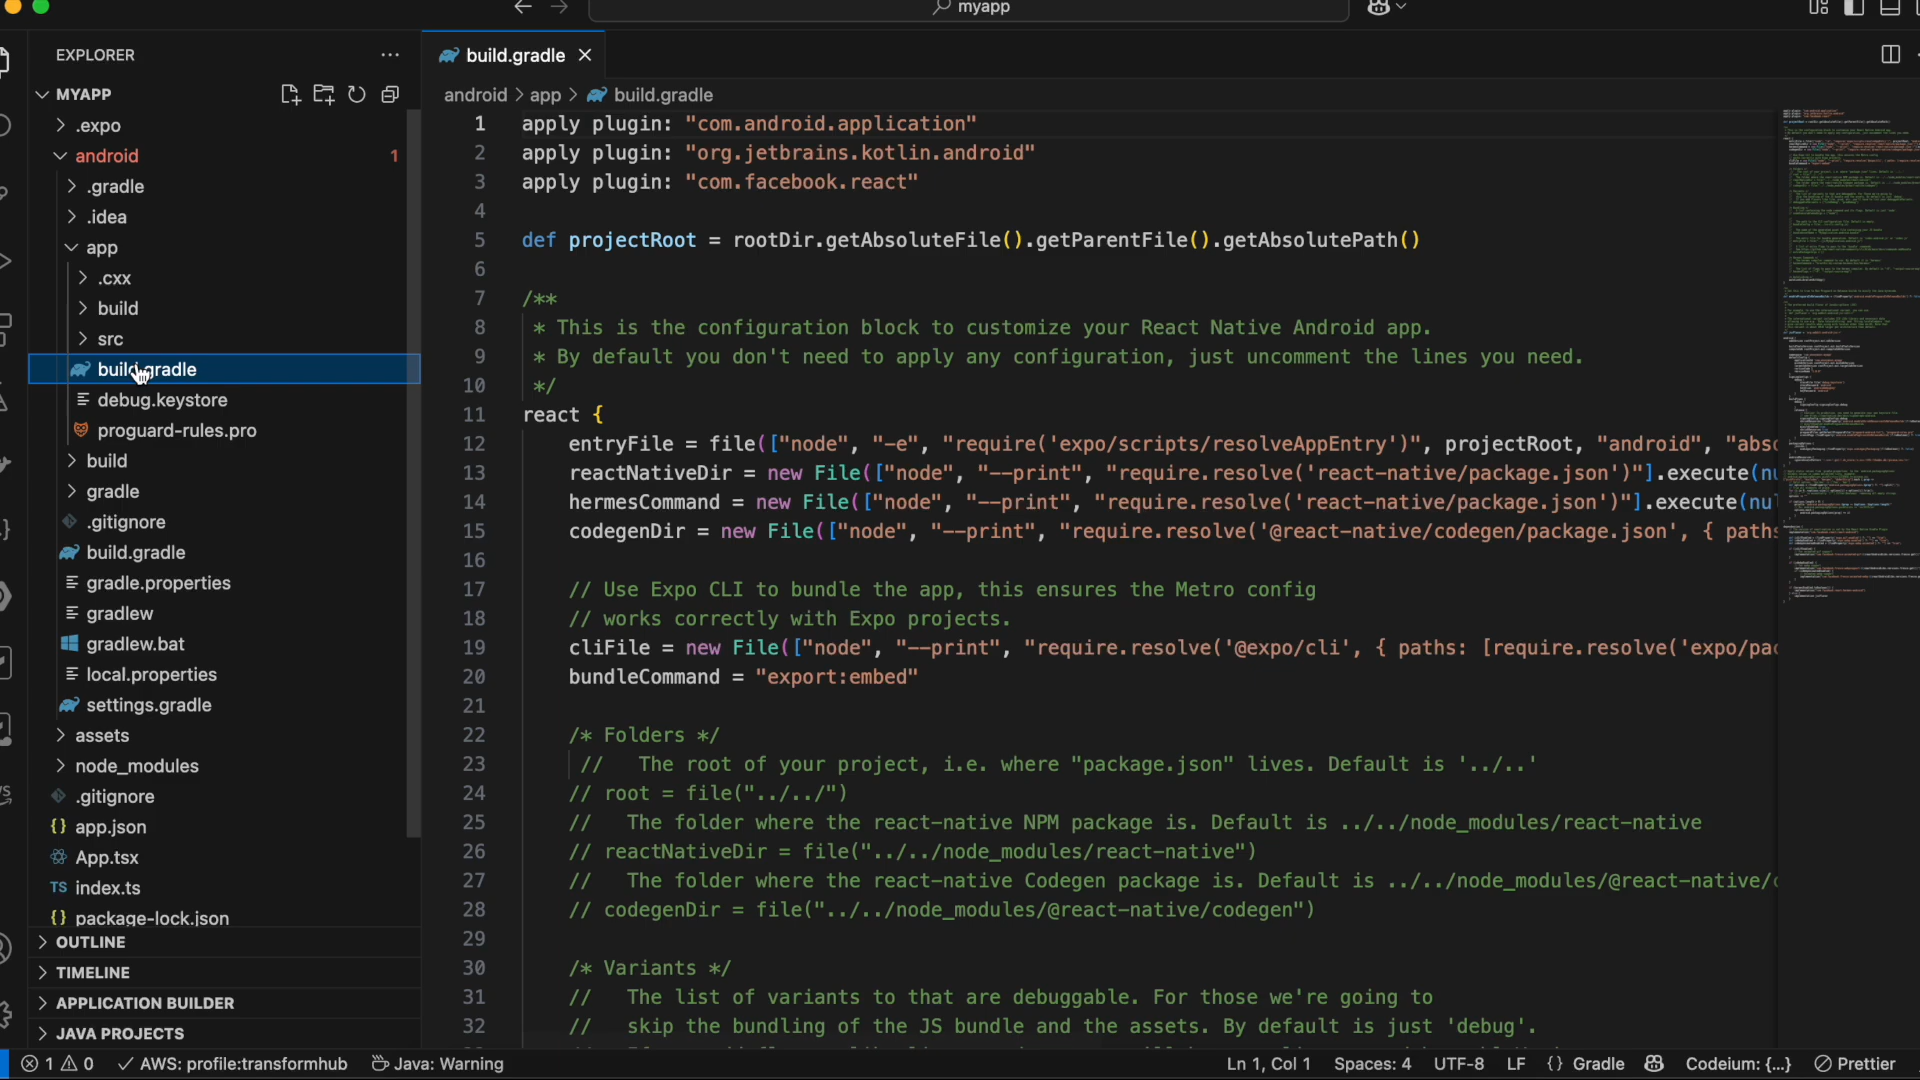 myapp
EXPLORER
build.gradle
MYAPP
android > app > build.gradle
.expo
android 1
.gradle
.idea
app
.cxx
build
src
build.gradle
debug.keystore
proguard-rules.pro
build
gradle
.gitignore
build.gradle
gradle.properties
gradlew
gradlew.bat
local.properties
settings.gradle
assets
node_modules
.gitignore
{} app.json
App.tsx
TS index.ts
{} package-lock.json
OUTLINE
TIMELINE
APPLICATION BUILDER
JAVA PROJECTS
1 apply plugin: "com.android.application"
2 apply plugin: "org.jetbrains.kotlin.android"
3 apply plugin: "com.facebook.react"
4
5 def projectRoot = rootDir.getAbsoluteFile().getParentFile().getAbsolutePath()
6
7 /**
8 * This is the configuration block to customize your React Native Android app.
9 * By default you don't need to apply any configuration, just uncomment the lines you need.
10 */
11 react {
12 entryFile = file(["node", "-e", "require('expo/scripts/resolveAppEntry')", projectRoot, "android", "abso
13 reactNativeDir = new File(["node", "--print", "require.resolve('react-native/package.json')"].execute(nu
14 hermesCommand = new File(["node", "--print", "require.resolve('react-native/package.json')"].execute(nul
15 codegenDir = new File(["node", "--print", "require.resolve('@react-native/codegen/package.json', { paths
16
17 // Use Expo CLI to bundle the app, this ensures the Metro config
18 // works correctly with Expo projects.
19 cliFile = new File(["node", "--print", "require.resolve('@expo/cli', { paths: [require.resolve('expo/pac
20 bundleCommand = "export:embed"
21
22 /* Folders */
23 // The root of your project, i.e. where "package.json" lives. Default is '../..'
24 // root = file("../../")
25 // The folder where the react-native NPM package is. Default is ../../node_modules/react-native
26 // reactNativeDir = file("../../node_modules/react-native")
27 // The folder where the react-native Codegen package is. Default is ../../node_modules/@react-native/c
28 // codegenDir = file("../../node_modules/@react-native/codegen")
29
30 /* Variants */
31 // The list of variants to that are debuggable. For those we're going to
32 // skip the bundling of the JS bundle and the assets. By default is just 'debug'.
1 0 AWS: profile:transformhub Java: Warning Ln 1, Col 1 Spaces: 4 UTF-8 LF {} Gradle Codeium: {...} Prettier